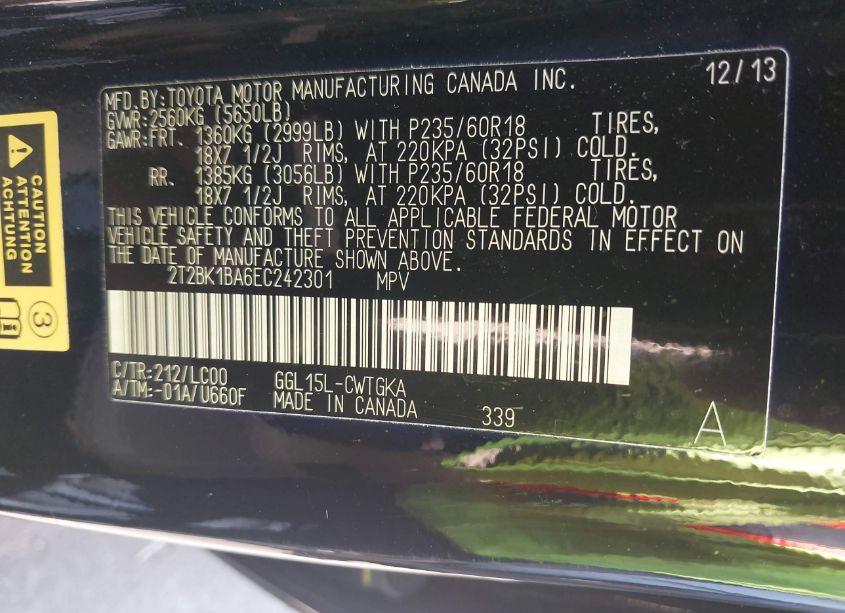 12/13
MFD.BY:TOYOTA MOTOR MANUFACTURING CANADA INC.
GVWR:2560KG (5650LB)
GAWR:FRT. 1360KG (2999LB) WITH P235/60R18 TIRES,
18X7 1/2J RIMS, AT 220KPA (32PSI) COLD.
RR. 1385KG (3056LB) WITH P235/60R18 TIRES,
18X7 1/2J RIMS, AT 220KPA (32PSI) COLD.
THIS VEHICLE CONFORMS TO ALL APPLICABLE FEDERAL MOTOR
VEHICLE SAFETY AND THEFT PREVENTION STANDARDS IN EFFECT ON
THE DATE OF MANUFACTURE SHOWN ABOVE.
2T2BK1BA6EC242301 MPV
C/TR:212/LC00 GGL15L-CWTGKA
A/TM:-01A/U660F MADE IN CANADA 339
A
CAUTION
ATTENTION
ACHTUNG
3